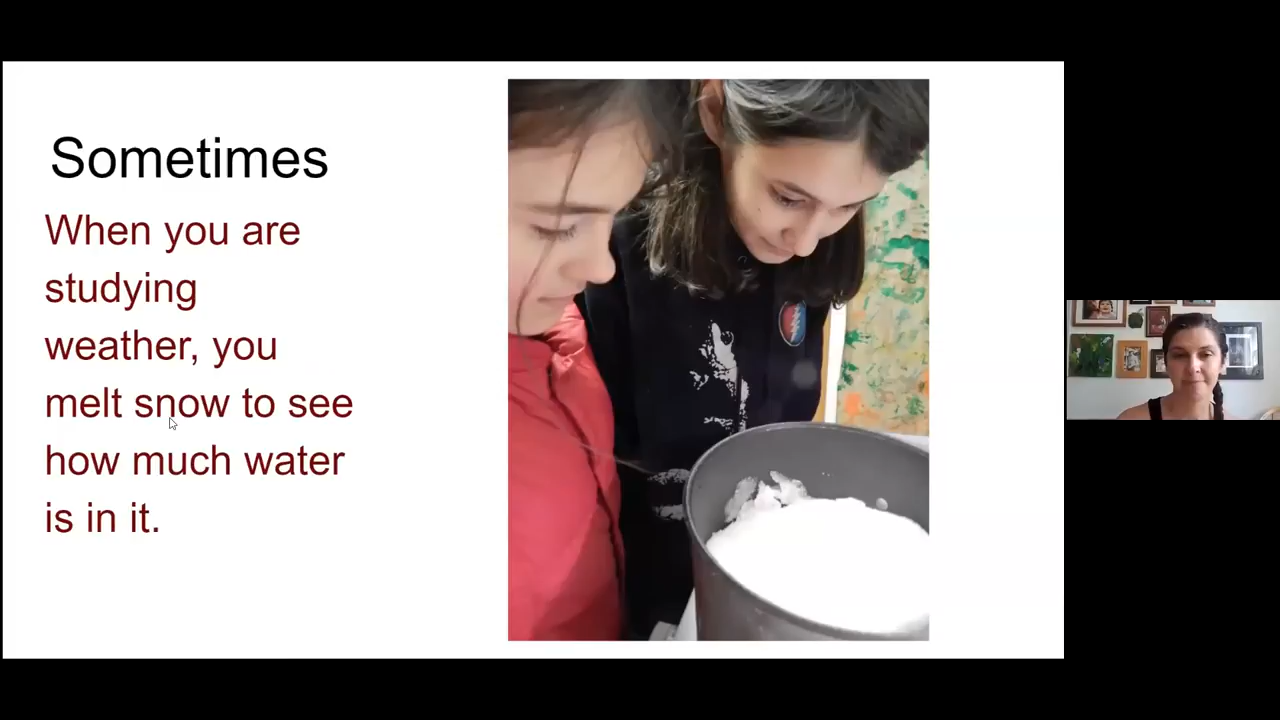 Sometimes
When you are
studying
weather, you
melt snow to see
how much water
is in it.